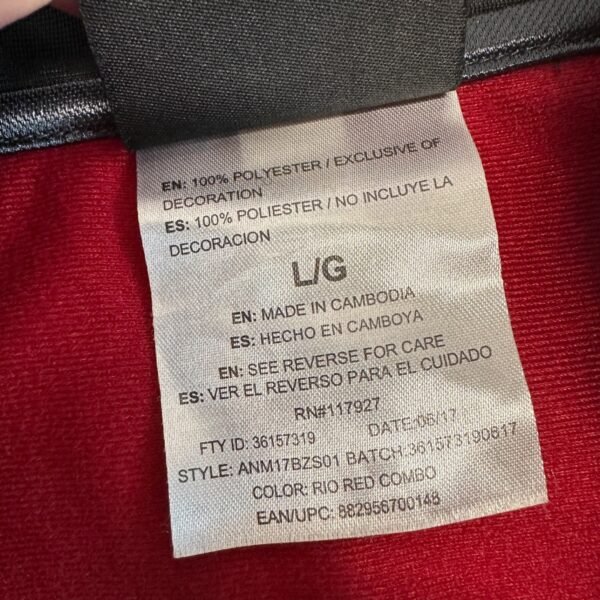 EN: 100% POLYESTER / EXCLUSIVE OF
DECORATION
ES: 100% POLIESTER / NO INCLUYE LA
DECORACION
L/G
EN: MADE IN CAMBODIA
ES: HECHO EN CAMBOYA
EN: SEE REVERSE FOR CARE
ES: VER EL REVERSO PARA EL CUIDADO
RN#117927
FTY ID: 36157319 DATE:06/17
STYLE: ANM17BZS01 BATCH:361573190617
COLOR: RIO RED COMBO
EAN/UPC: 882956700148